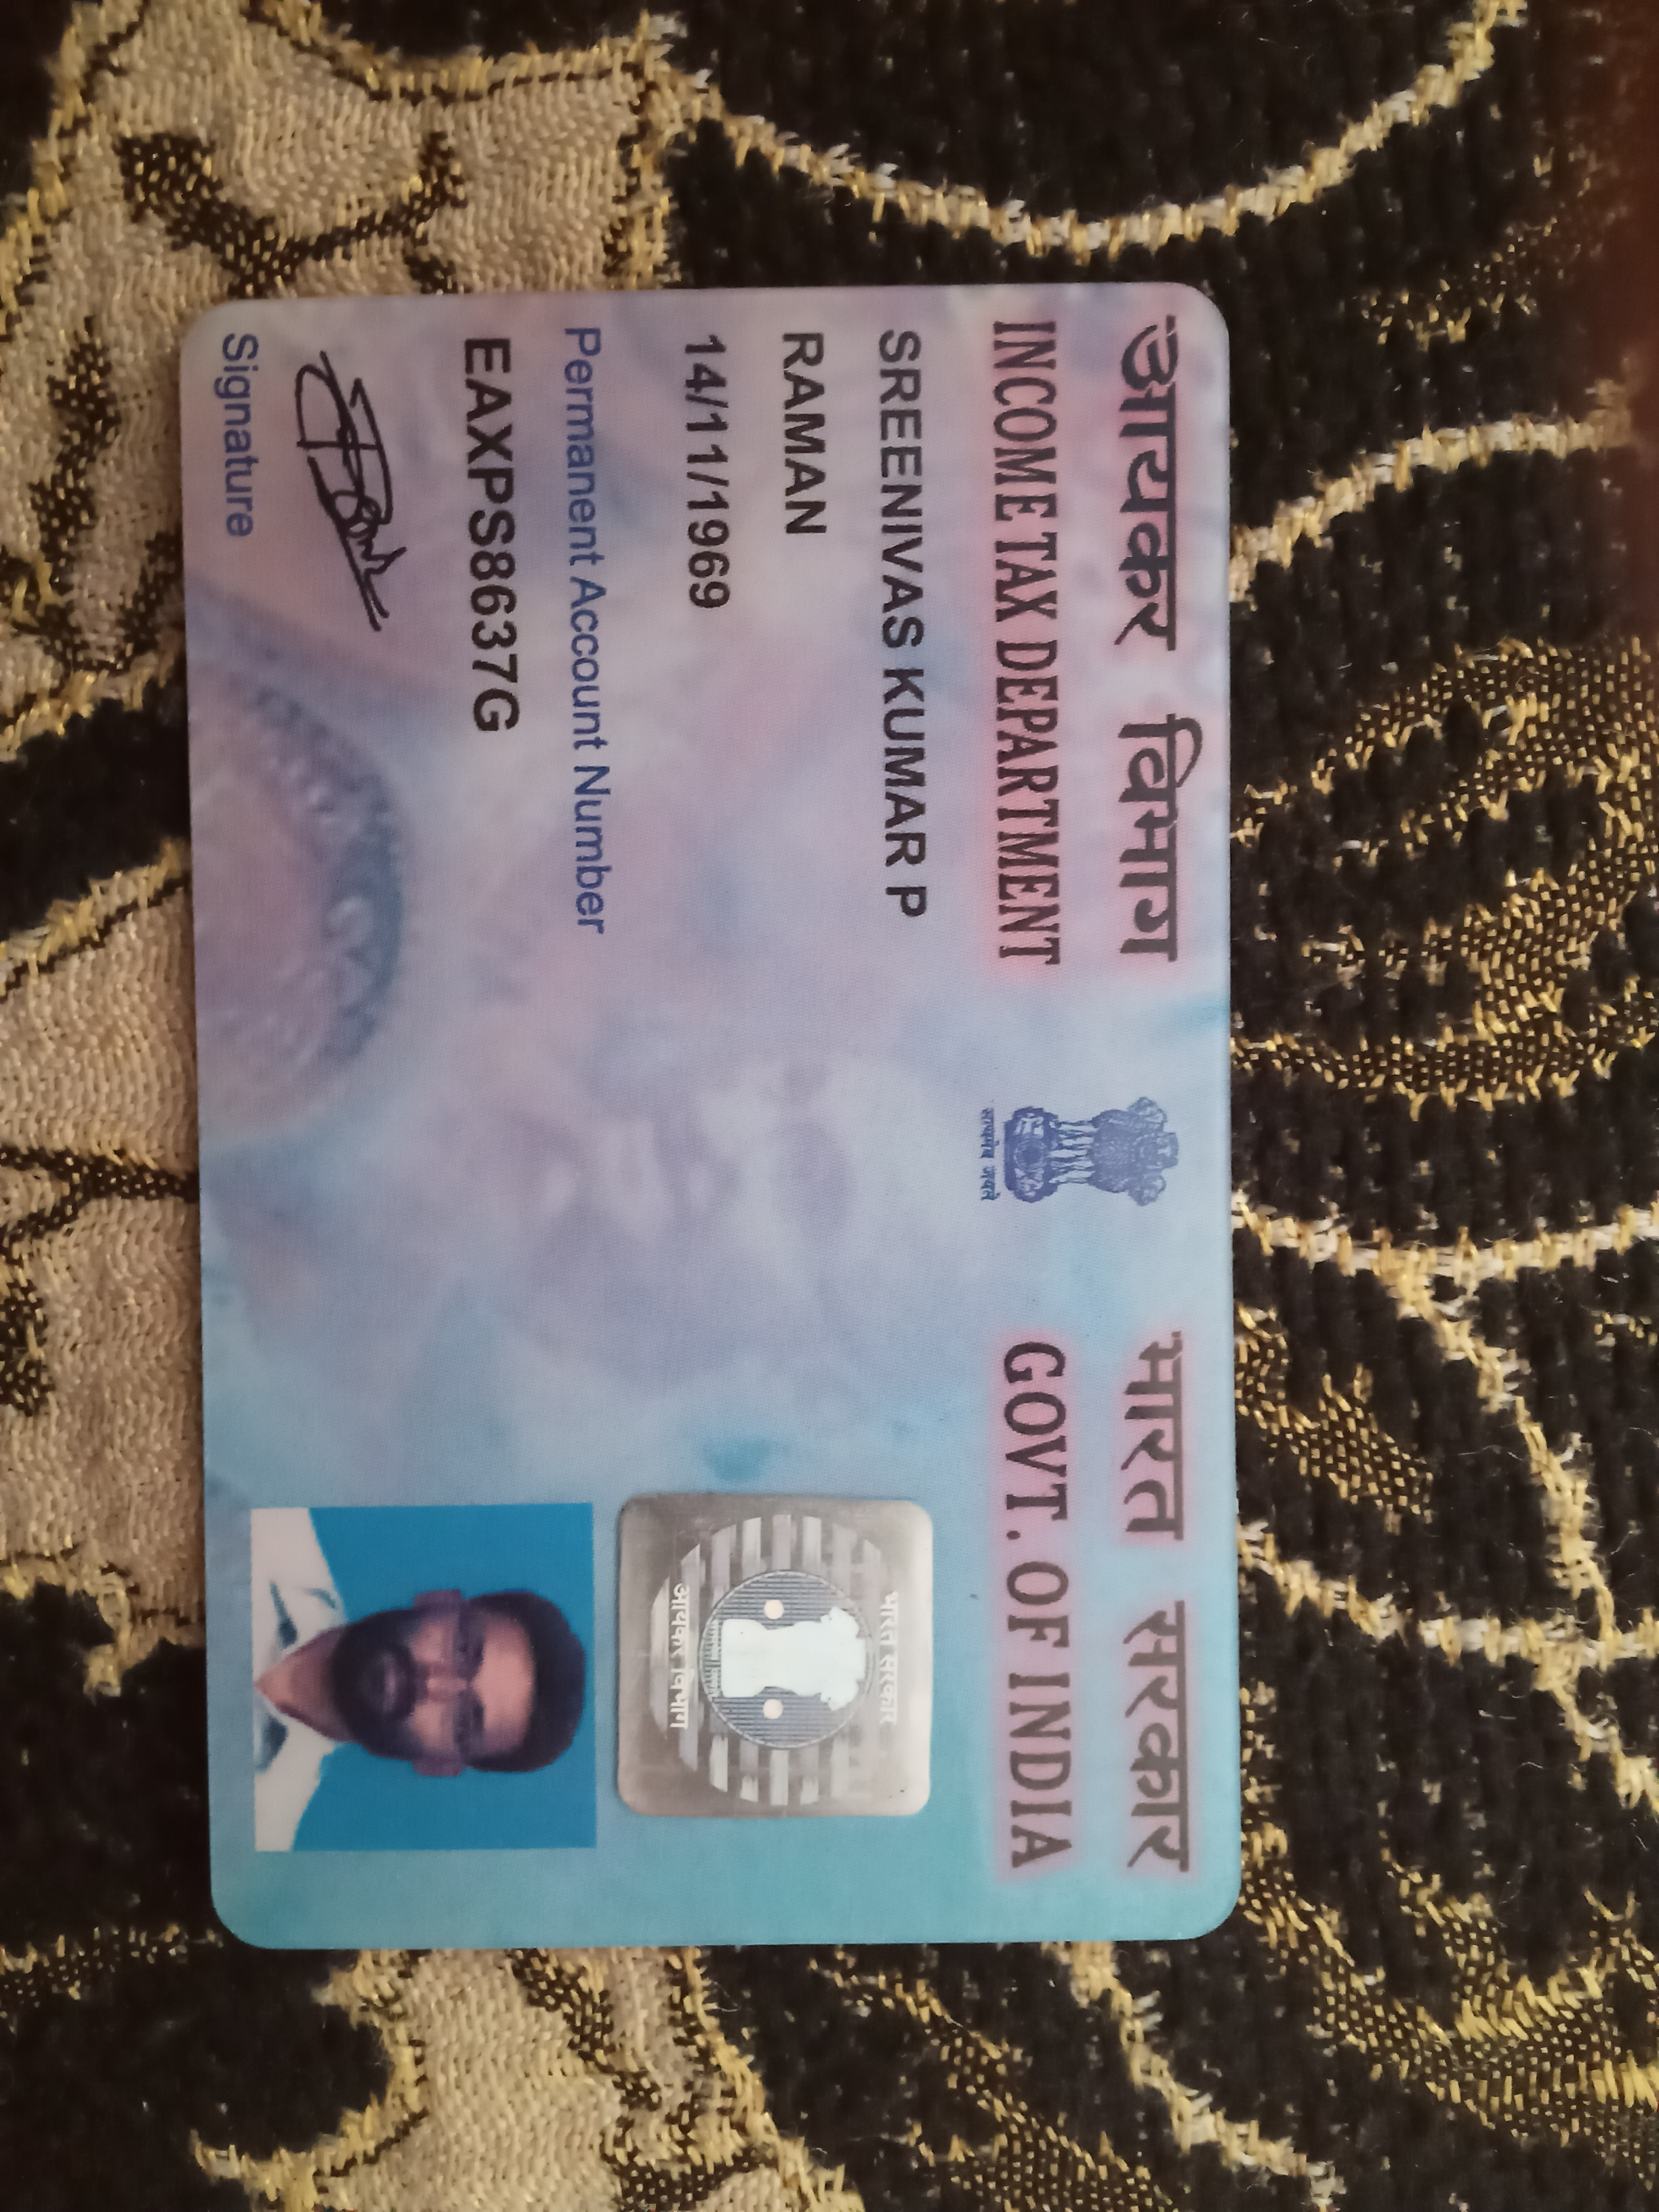 आयकर विभाग
INCOME TAX DEPARTMENT
सत्यमेव जयते
भारत सरकार
GOVT. OF INDIA
SREENIVAS KUMAR P
RAMAN
14/11/1969
Permanent Account Number
EAXPS8637G
Signature
भारत सरकार
आयकर विभाग